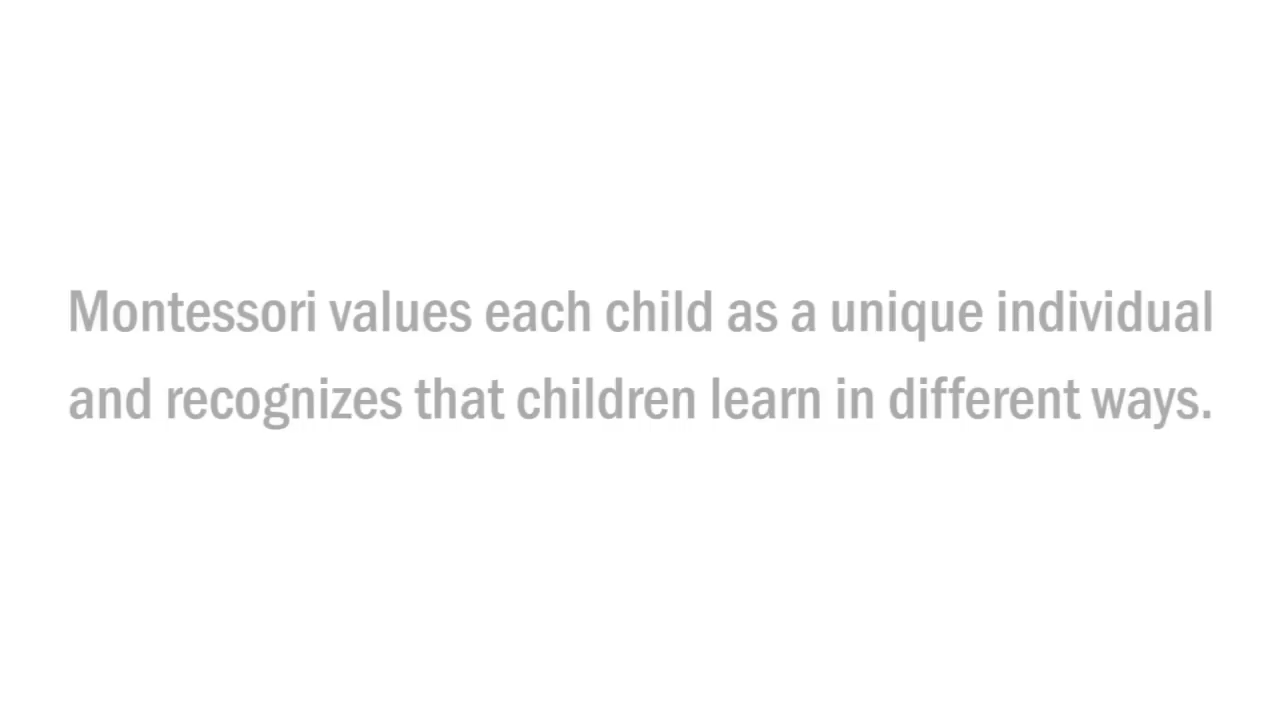 Montessori values each child as a unique individual
and recognizes that children learn in different ways.